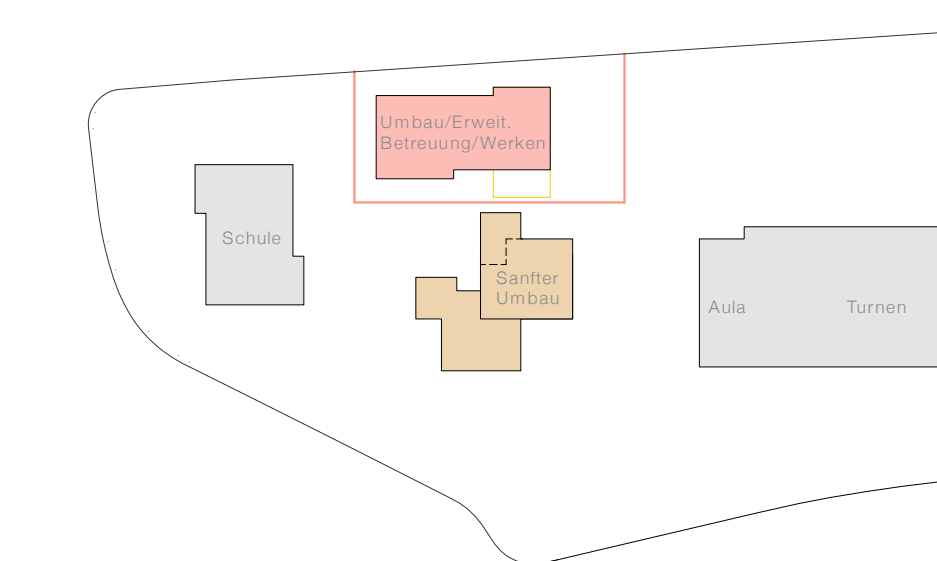 Umbau/Erweit.
Betreuung/Werken
Schule
Sanfter
Umbau
Aula
Turnen